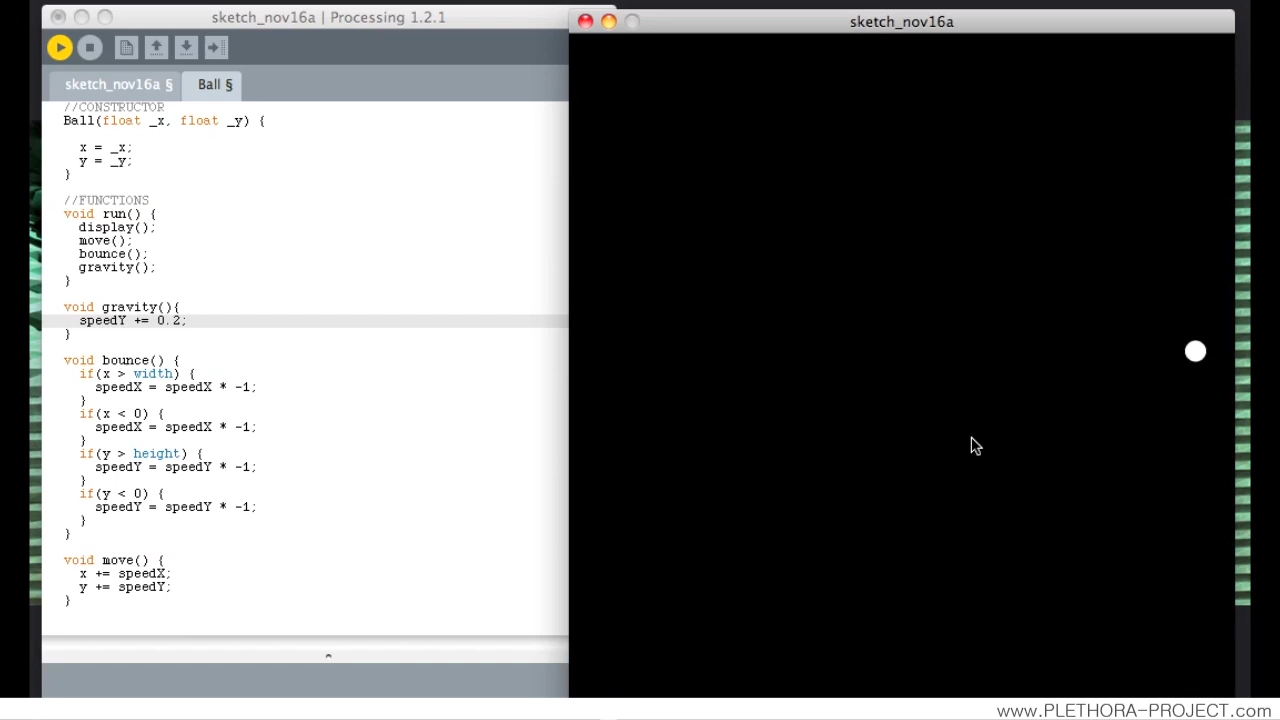 sketch_nov16a | Processing 1.2.1
sketch_nov16a
sketch_nov16a §
Ball §
//CONSTRUCTOR
Ball(float _x, float _y) {
x = _x;
y = _y;
}
//FUNCTIONS
void run() {
display();
move();
bounce();
gravity();
}
void gravity(){
speedY += 0.2;
}
void bounce() {
if(x > width) {
speedX = speedX * -1;
}
if(x < 0) {
speedX = speedX * -1;
}
if(y > height) {
speedY = speedY * -1;
}
if(y < 0) {
speedY = speedY * -1;
}
}
void move() {
x += speedX;
y += speedY;
}
www.PLETHORA-PROJECT.com